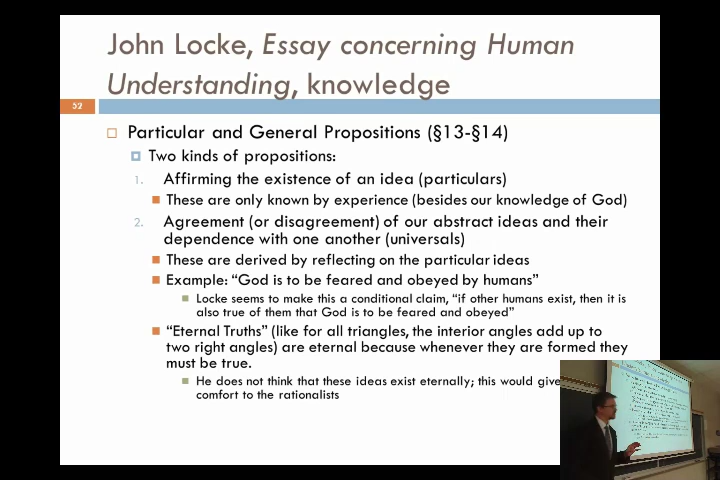 John Locke, Essay concerning Human
Understanding, knowledge
52
Particular and General Propositions (§13-§14)
Two kinds of propositions:
1. Affirming the existence of an idea (particulars)
These are only known by experience (besides our knowledge of God)
2. Agreement (or disagreement) of our abstract ideas and their
dependence with one another (universals)
These are derived by reflecting on the particular ideas
Example: “God is to be feared and obeyed by humans”
Locke seems to make this a conditional claim, “if other humans exist, then it is
also true of them that God is to be feared and obeyed”
“Eternal Truths” (like for all triangles, the interior angles add up to
two right angles) are eternal because whenever they are formed they
must be true.
He does not think that these ideas exist eternally; this would give
comfort to the rationalists